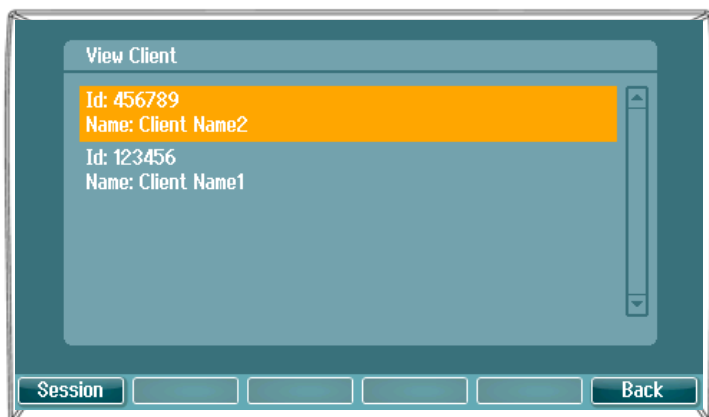 View Client
Id: 456789
Name: Client Name2
Id: 123456
Name: Client Name1
Session
Back